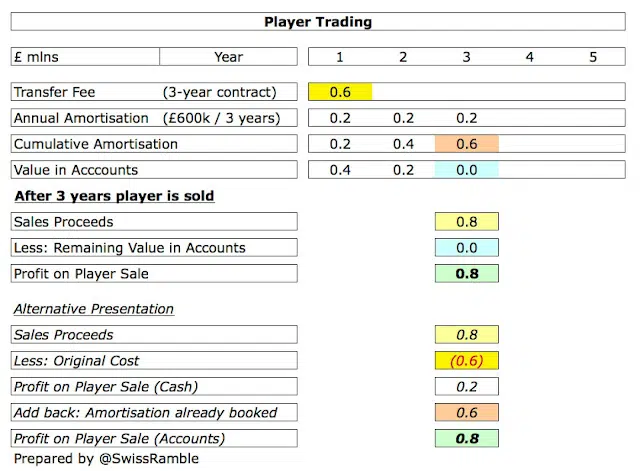 Player Trading
£ mlns Year 1 2 3 4 5
Transfer Fee (3-year contract) 0.6
Annual Amortisation (£600k / 3 years) 0.2 0.2 0.2
Cumulative Amortisation 0.2 0.4 0.6
Value in Acccounts 0.4 0.2 0.0
After 3 years player is sold
Sales Proceeds 0.8
Less: Remaining Value in Accounts 0.0
Profit on Player Sale 0.8
Alternative Presentation
Sales Proceeds 0.8
Less: Original Cost (0.6)
Profit on Player Sale (Cash) 0.2
Add back: Amortisation already booked 0.6
Profit on Player Sale (Accounts) 0.8
Prepared by @SwissRamble